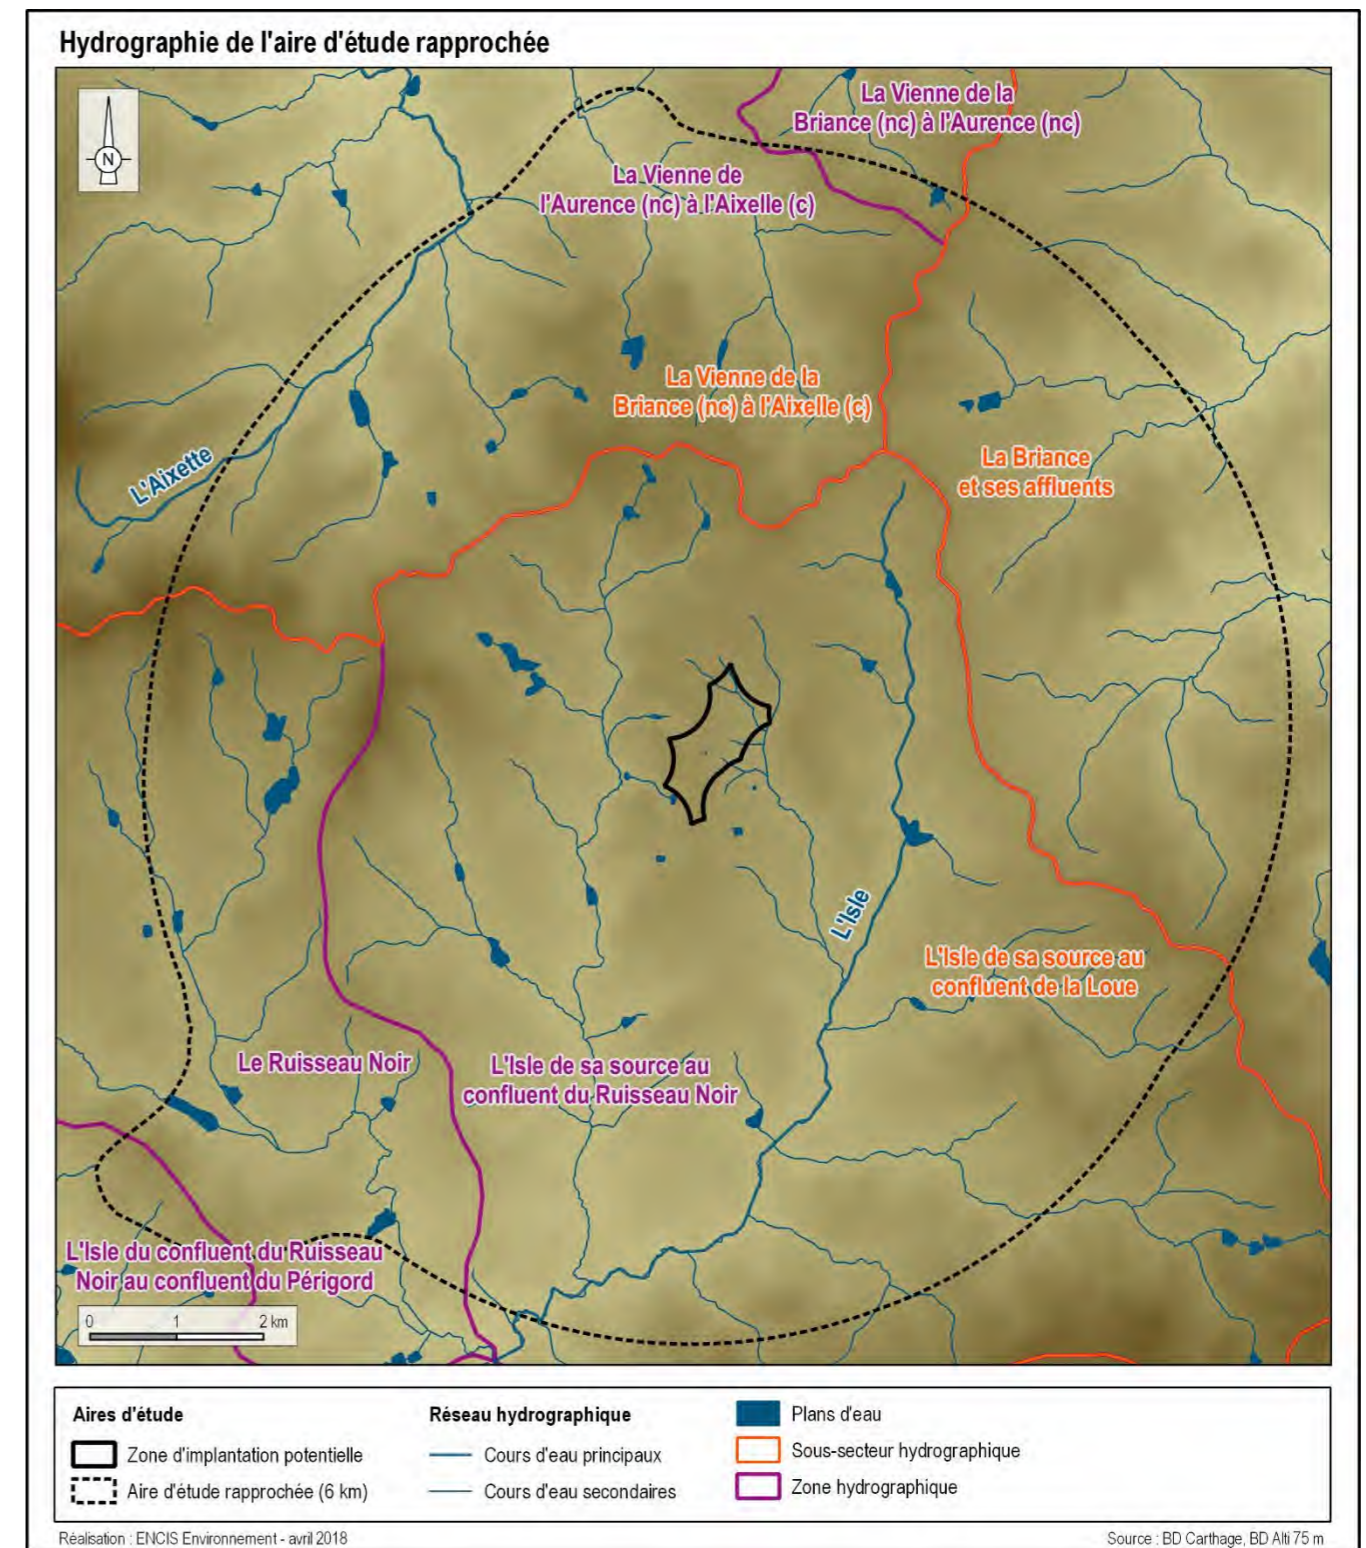 Hydrographie de l'aire d'étude rapprochée
N
La Vienne de la
Briance (nc) à l'Aurence (nc)
La Vienne de
l'Aurence (nc) à l'Aixelle (c)
La Vienne de la
Briance (nc) à l'Aixelle (c)
La Briance
et ses affluents
L'Aixette
L'Isle
L'Isle de sa source au
confluent de la Loue
Le Ruisseau Noir
L'Isle de sa source au
confluent du Ruisseau Noir
L'Isle du confluent du Ruisseau
Noir au confluent du Périgord
0 1 2 km
Aires d'étude
Zone d'implantation potentielle
Aire d'étude rapprochée (6 km)
Réseau hydrographique
Cours d'eau principaux
Cours d'eau secondaires
Plans d'eau
Sous-secteur hydrographique
Zone hydrographique
Réalisation : ENCIS Environnement - avril 2018
Source : BD Carthage, BD Alti 75 m